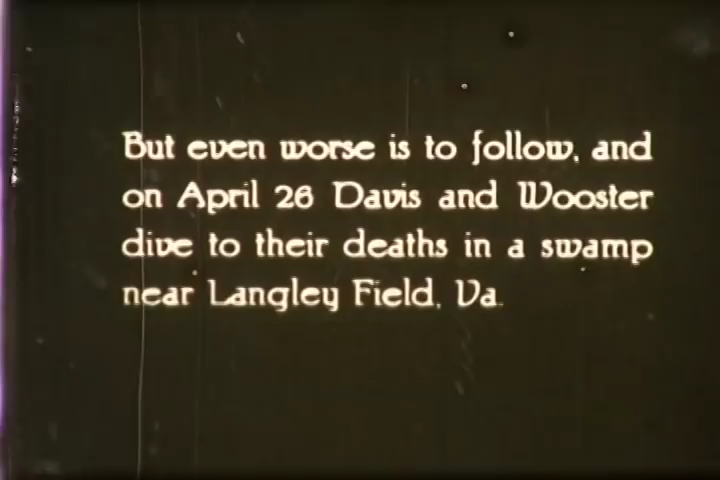 But even worse is to follow, and
on April 26 Davis and Wooster
dive to their deaths in a swamp
near Langley Field, Va.